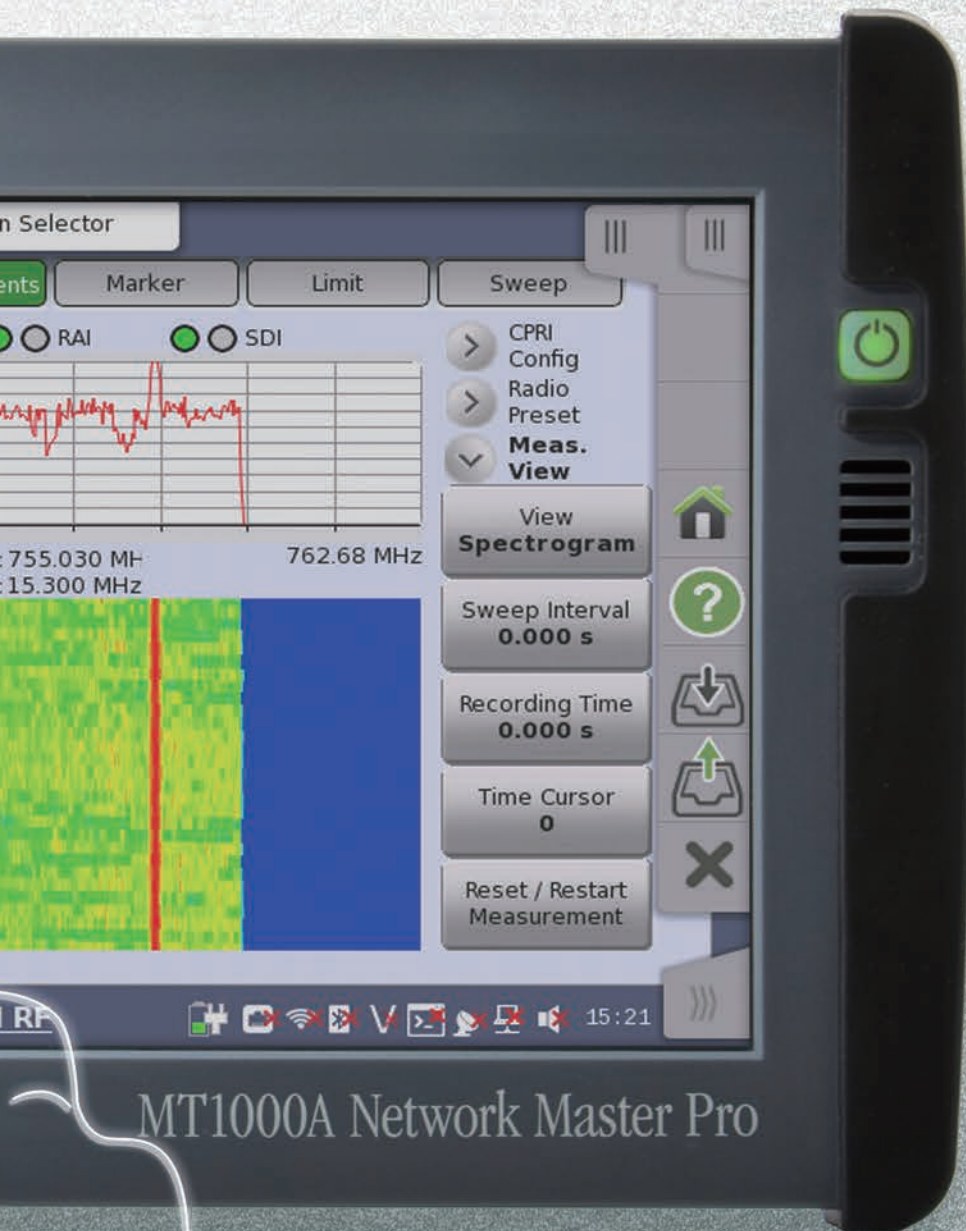 n Selector
ents
Marker
Limit
Sweep
RAI
SDI
CPRI
Config
Radio
Preset
Meas.
View
View
Spectrogram
: 755.030 MH
762.68 MHz
: 15.300 MHz
Sweep Interval
0.000 s
Recording Time
0.000 s
Time Cursor
0
Reset / Restart
Measurement
I RF
15:21
MT1000A Network Master Pro